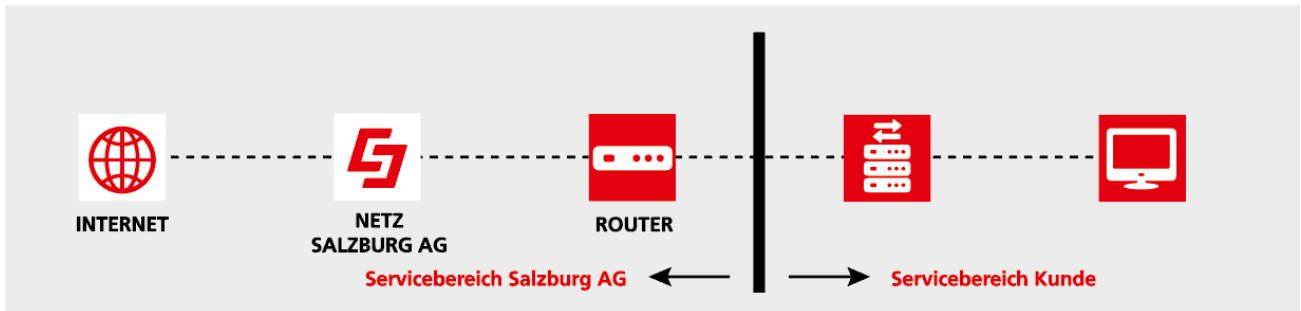 INTERNET
NETZ
SALZBURG AG
ROUTER
Servicebereich Salzburg AG
Servicebereich Kunde